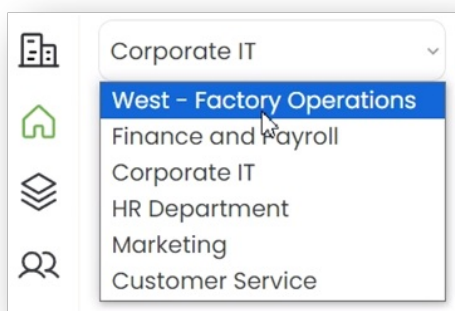 Corporate IT
West - Factory Operations
Finance and Payroll
Corporate IT
HR Department
Marketing
Customer Service